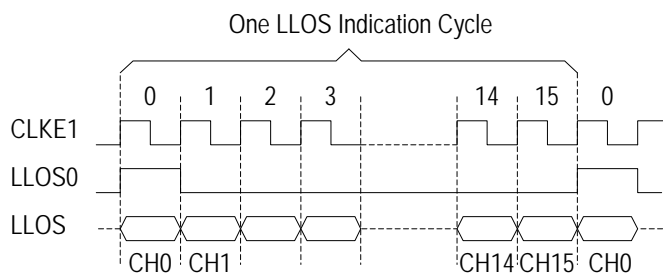 One LLOS Indication Cycle
0 1 2 3 14 15 0
CLKE1
LLOS0
LLOS
CH0 CH1 CH14 CH15 CH0